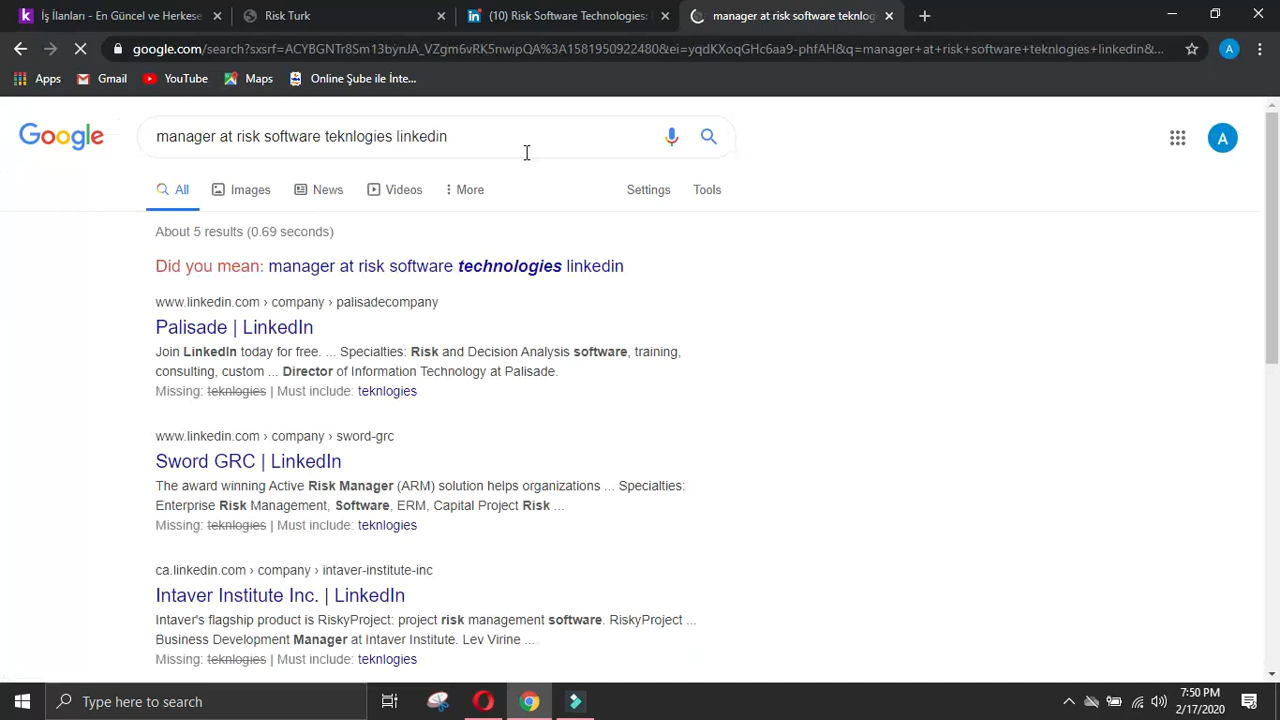 İş İlanları - En Güncel ve Herkese
Risk Turk
(10) Risk Software Technologies:
manager at risk software teknlog
google.com/search?sxsrf=ACYBGNTr8Sm13bynJA_VZgm6vRK5nwipQA%3A1581950922480&ei=yqdKXoqGHc6aa9-phfAH&q=manager+at+risk+software+teknlogies+linkedin&...
A
Apps
Gmail
YouTube
Maps
Online Şube ile İnte...
Google
manager at risk software teknlogies linkedin
A
All
Images
News
Videos
More
Settings
Tools
About 5 results (0.69 seconds)
Did you mean: manager at risk software technologies linkedin
www.linkedin.com › company › palisadecompany
Palisade | LinkedIn
Join LinkedIn today for free. ... Specialties: Risk and Decision Analysis software, training,
consulting, custom ... Director of Information Technology at Palisade.
Missing: teknlogies | Must include: teknlogies
www.linkedin.com › company › sword-grc
Sword GRC | LinkedIn
The award winning Active Risk Manager (ARM) solution helps organizations ... Specialties:
Enterprise Risk Management, Software, ERM, Capital Project Risk ...
Missing: teknlogies | Must include: teknlogies
ca.linkedin.com › company › intaver-institute-inc
Intaver Institute Inc. | LinkedIn
Intaver's flagship product is RiskyProject: project risk management software. RiskyProject ...
Business Development Manager at Intaver Institute. Lev Virine ...
Missing: teknlogies | Must include: teknlogies
Type here to search
7:50 PM
2/17/2020